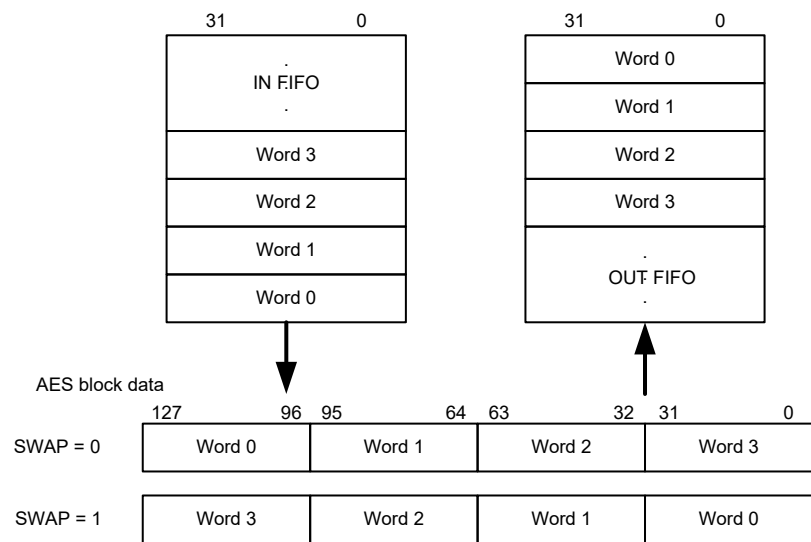 31 0 31 0
IN FIFO
Word 3
Word 2
Word 1
Word 0
Word 0
Word 1
Word 2
Word 3
OUT FIFO
AES block data
127 96 95 64 63 32 31 0
SWAP = 0 Word 0 Word 1 Word 2 Word 3
SWAP = 1 Word 3 Word 2 Word 1 Word 0